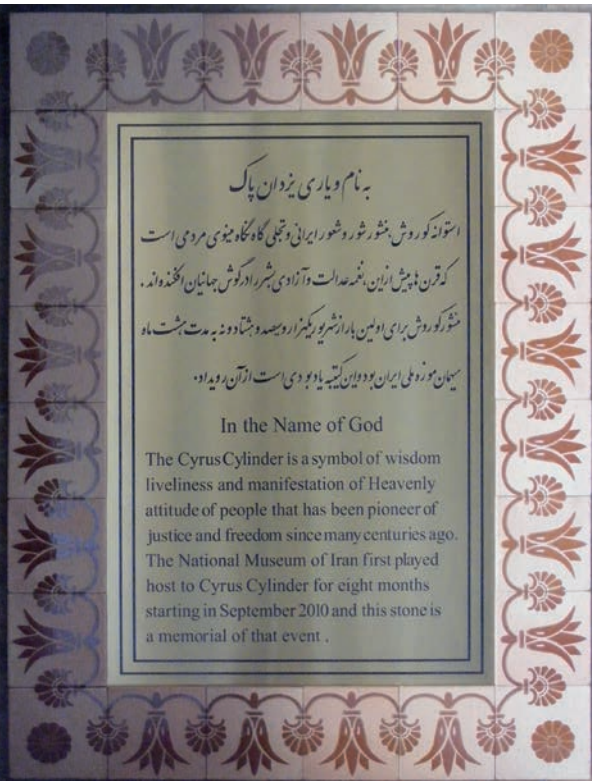 به نام و یاری یزدان پاک
استوانه کوروش، منشور شور و شعور ایرانی و تجلی گاه نگاه مینوی مردمی است
که قرن ها پیش از این، نغمه عدالت و آزادی بشر را در گوش جهانیان افکنده اند.
منشور کوروش برای اولین بار از شهریور یکهزار و سیصد و هشتاد و نه به مدت هشت ماه
میهمان موزه ملی ایران بود و این کتیبه یادبودی است از آن رویداد.
In the Name of God
The Cyrus Cylinder is a symbol of wisdom
liveliness and manifestation of Heavenly
attitude of people that has been pioneer of
justice and freedom since many centuries ago.
The National Museum of Iran first played
host to Cyrus Cylinder for eight months
starting in September 2010 and this stone is
a memorial of that event .